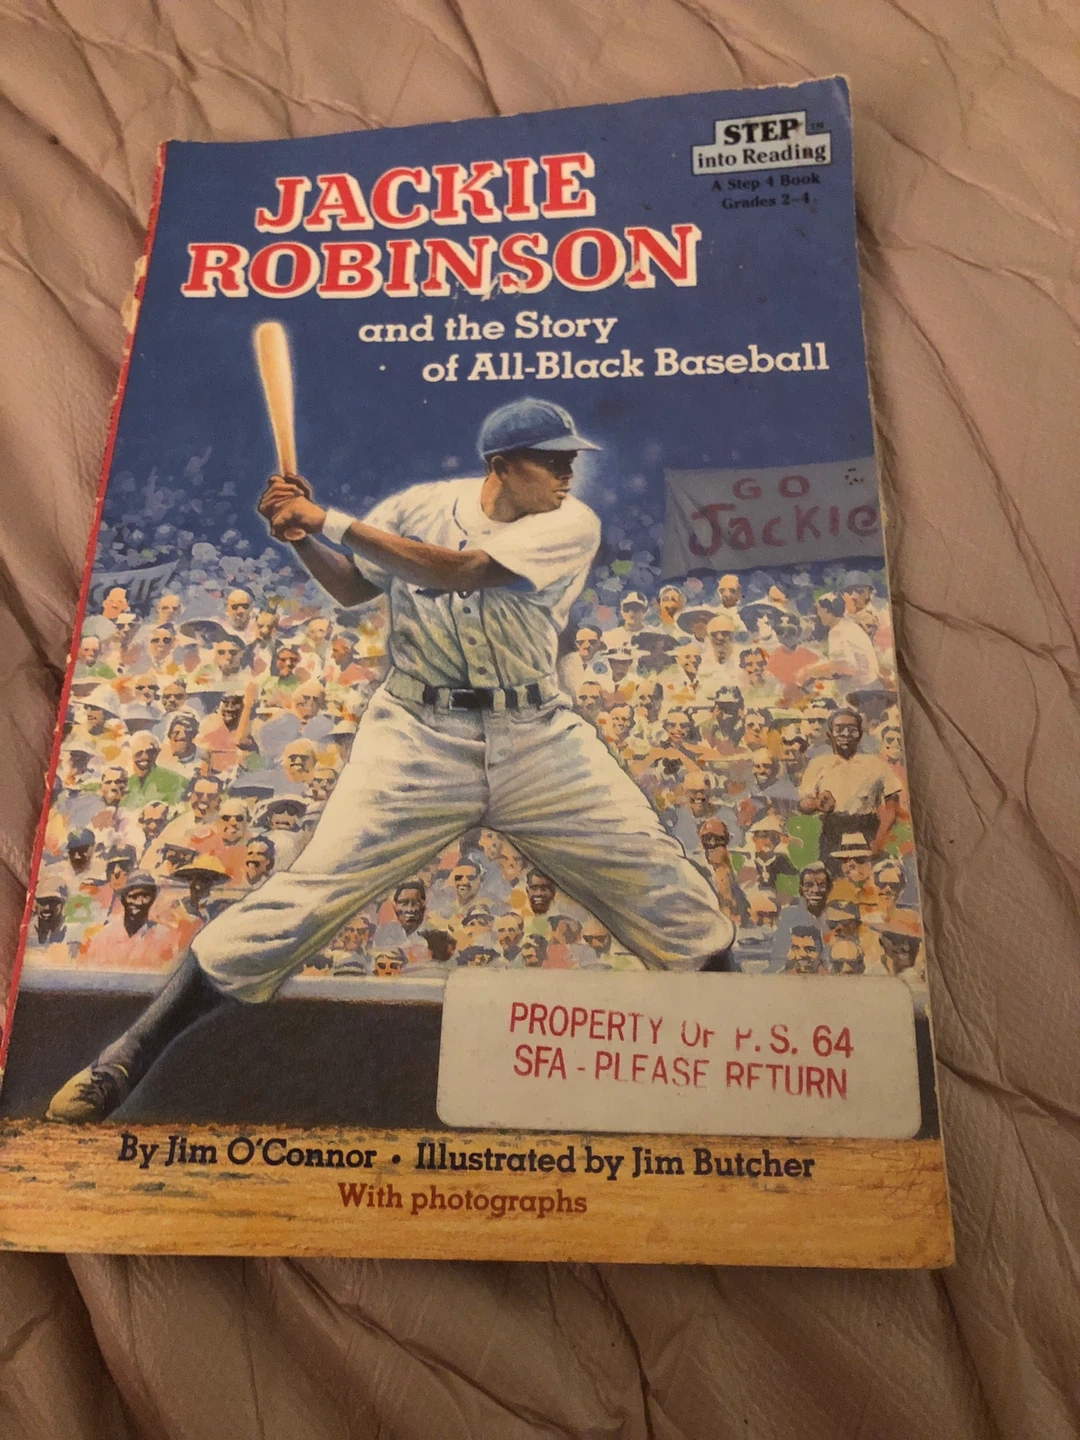 STEP™
into Reading
A Step 4 Book
Grades 2-4
JACKIE
ROBINSON
and the Story
of All-Black Baseball
GO
Jackie
PROPERTY OF P.S. 64
SFA - PLEASE RETURN
By Jim O'Connor • Illustrated by Jim Butcher
With photographs